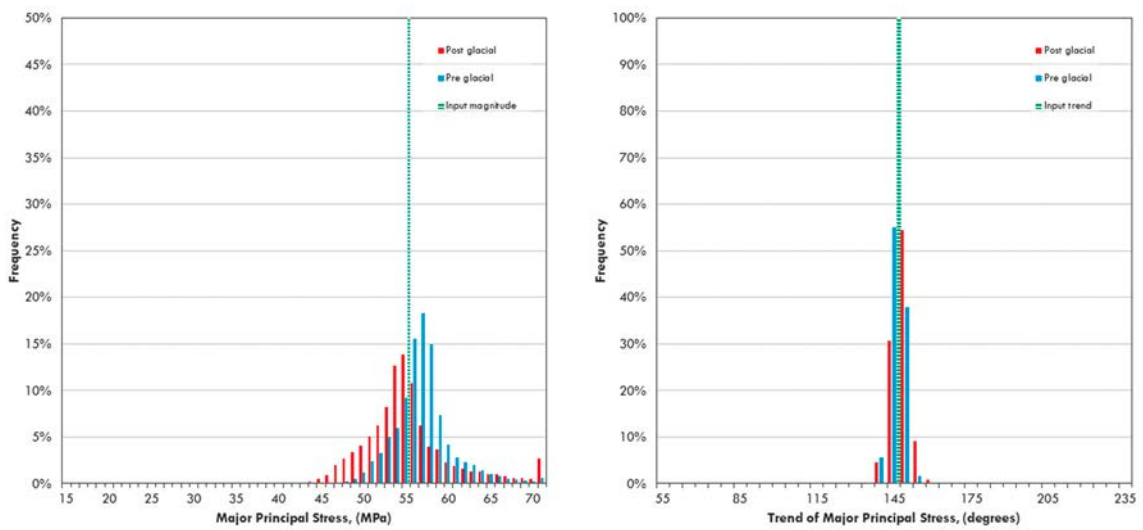 50%
45%
40%
35%
30%
25%
20%
15%
10%
5%
0%
Frequency
Post glacial
Pre glacial
Input magnitude
15 20 25 30 35 40 45 50 55 60 65 70
Major Principal Stress, (MPa)
100%
90%
80%
70%
60%
50%
40%
30%
20%
10%
0%
Frequency
Post glacial
Pre glacial
Input trend
55 85 115 145 175 205 235
Trend of Major Principal Stress, (degrees)